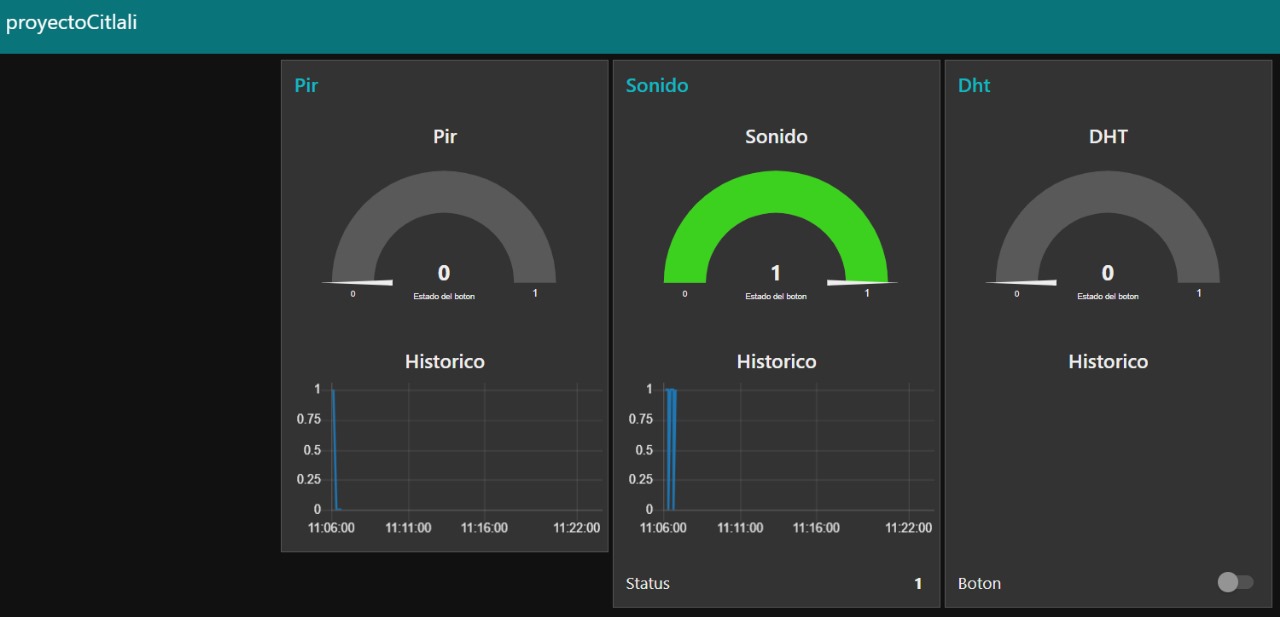 proyectoCitlali
Pir
Pir
0
Estado del boton
0
1
Historico
1
0.75
0.5
0.25
0
11:06:00 11:11:00 11:16:00 11:22:00
Sonido
Sonido
1
Estado del boton
0
1
Historico
1
0.75
0.5
0.25
0
11:06:00 11:11:00 11:16:00 11:22:00
Status 1
Dht
DHT
0
Estado del boton
0
1
Historico
Boton